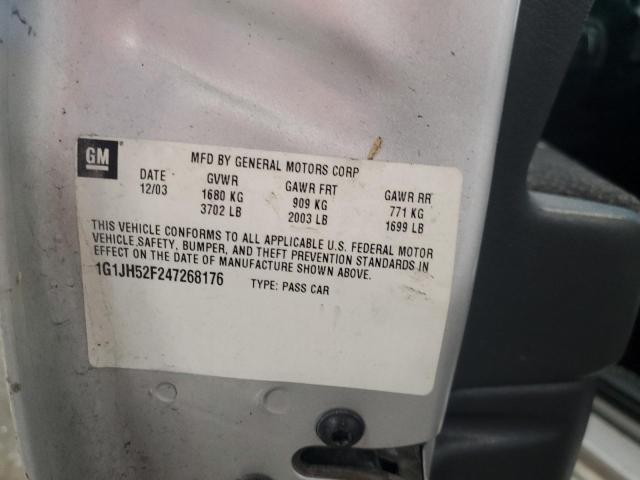 GM
MFD BY GENERAL MOTORS CORP
DATE GVWR GAWR FRT GAWR RR
12/03 1680 KG 909 KG 771 KG
3702 LB 2003 LB 1699 LB
THIS VEHICLE CONFORMS TO ALL APPLICABLE U.S. FEDERAL MOTOR
VEHICLE,SAFETY, BUMPER, AND THEFT PREVENTION STANDARDS IN
EFFECT ON THE DATE OF MANUFACTURE SHOWN ABOVE.
1G1JH52F247268176 TYPE: PASS CAR